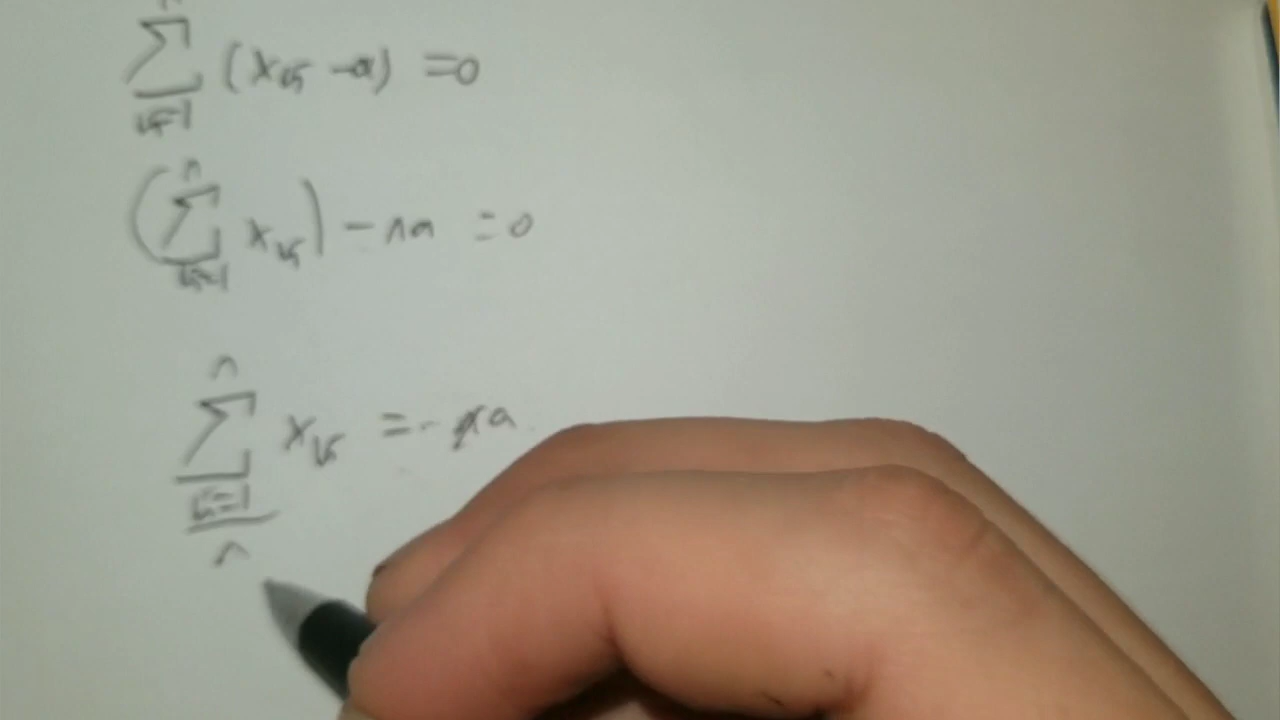 n ∑ k=1 (x_k - a) = 0
( n ∑ k=1 x_k ) - na = 0
n ∑ k=1 x_k = - na
n